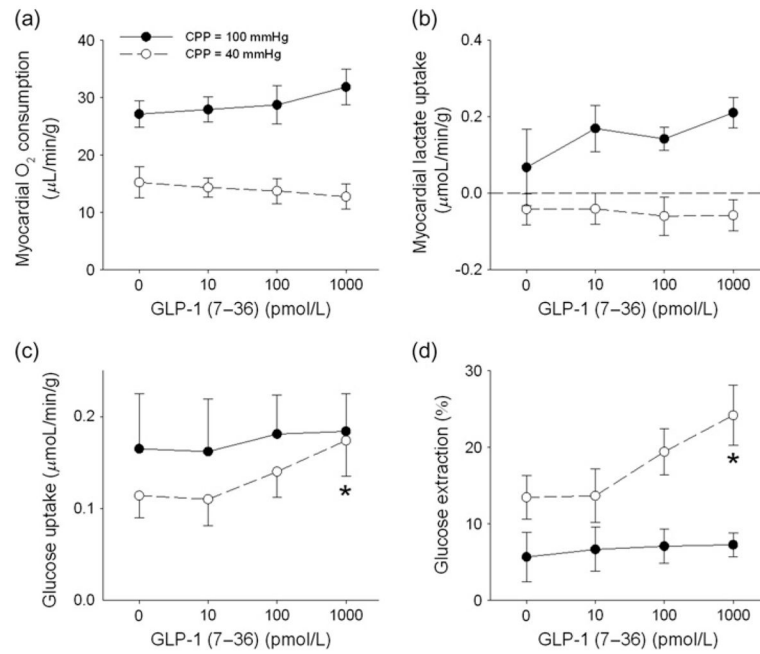 (a)
CPP = 100 mmHg
CPP = 40 mmHg
Myocardial O₂ consumption
(μL/min/g)
40
30
20
10
0
0 10 100 1000
GLP-1 (7–36) (pmol/L)
(b)
Myocardial lactate uptake
(μmoL/min/g)
0.4
0.2
0.0
-0.2
0 10 100 1000
GLP-1 (7–36) (pmol/L)
(c)
Glucose uptake (μmoL/min/g)
0.2
0.1
0.0
*
0 10 100 1000
GLP-1 (7–36) (pmol/L)
(d)
Glucose extraction (%)
30
20
10
0
*
0 10 100 1000
GLP-1 (7–36) (pmol/L)